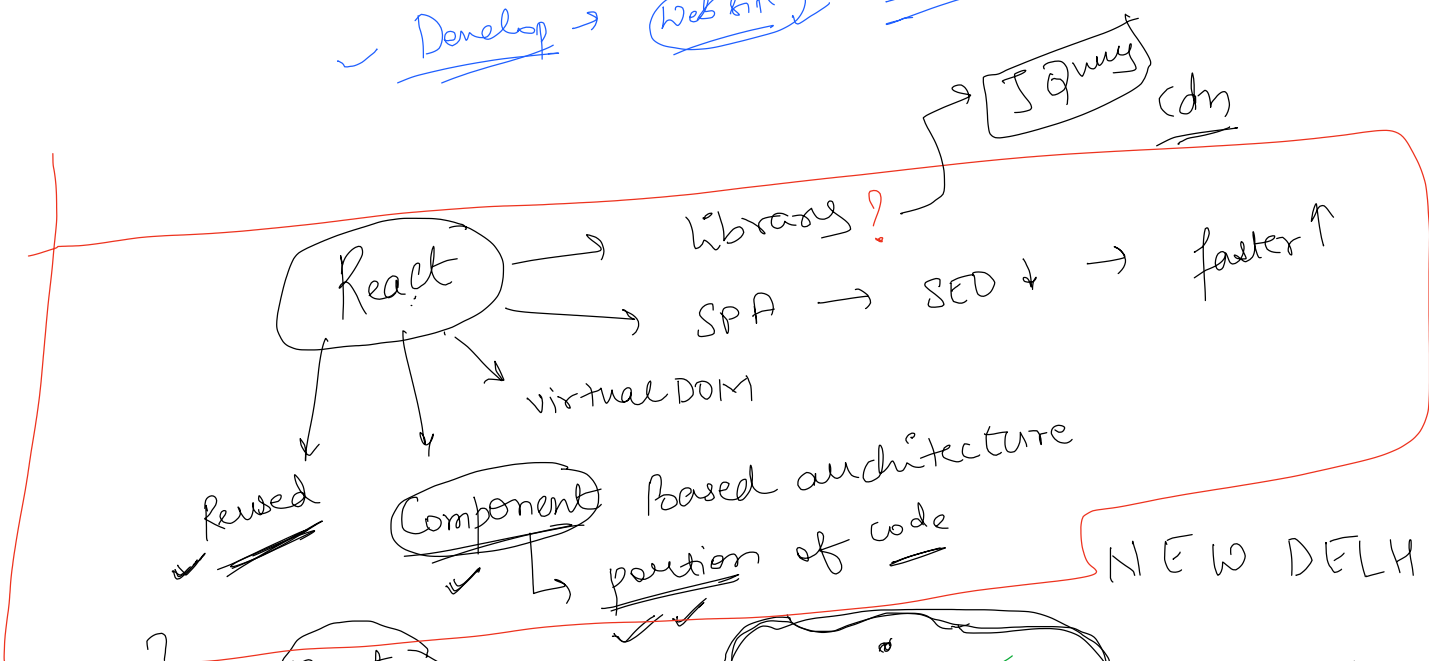 Develop →
JQuery
cdn
React → Library ?
SPA → SEO ↓ → faster ↑
virtual DOM
Reused Component Based architecture
portion of code
NEW DELH
?